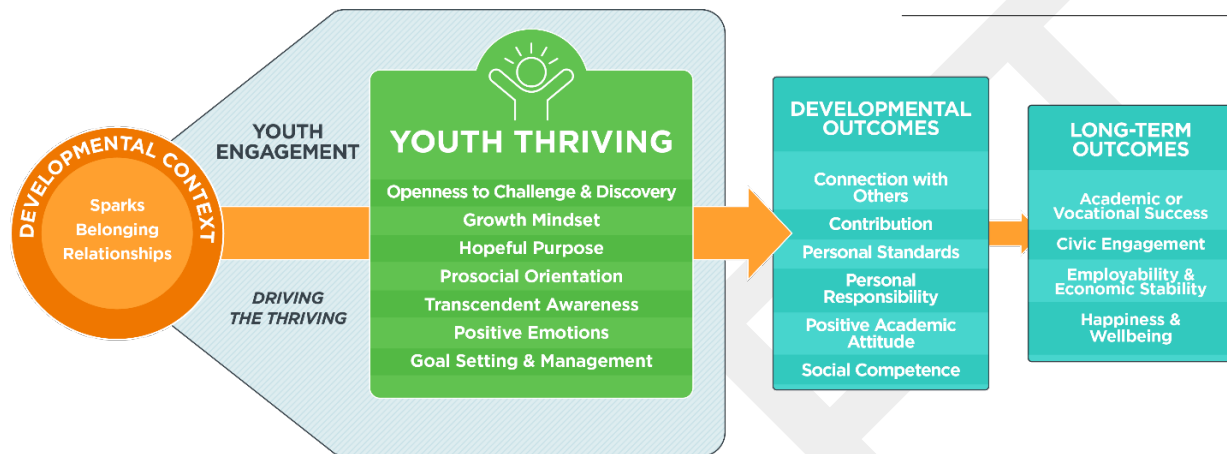 DEVELOPMENTAL CONTEXT
Sparks
Belonging
Relationships
YOUTH
ENGAGEMENT
DRIVING
THE THRIVING
YOUTH THRIVING
Openness to Challenge & Discovery
Growth Mindset
Hopeful Purpose
Prosocial Orientation
Transcendent Awareness
Positive Emotions
Goal Setting & Management
DEVELOPMENTAL
OUTCOMES
Connection with
Others
Contribution
Personal Standards
Personal
Responsibility
Positive Academic
Attitude
Social Competence
LONG-TERM
OUTCOMES
Academic or
Vocational Success
Civic Engagement
Employability &
Economic Stability
Happiness &
Wellbeing